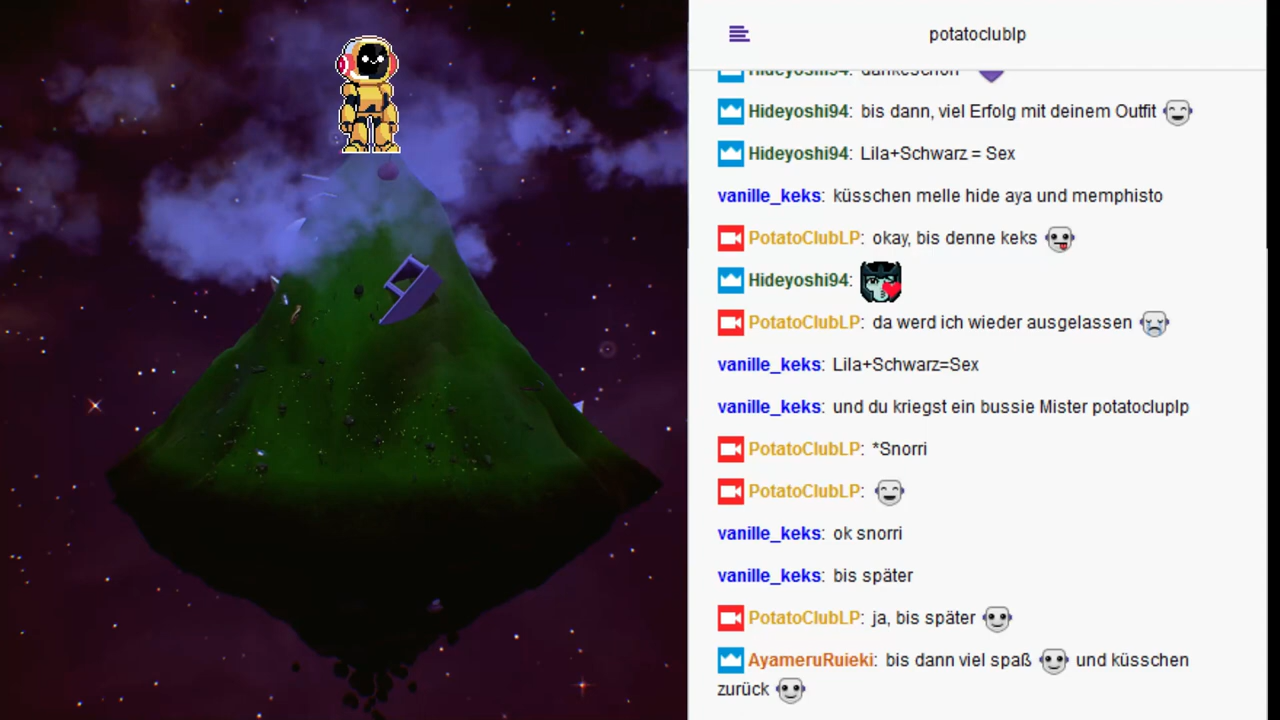 potatoclublp
Hideyoshi94: dankeschön
Hideyoshi94: bis dann, viel Erfolg mit deinem Outfit
Hideyoshi94: Lila+Schwarz = Sex
vanille_keks: küsschen melle hide aya und memphisto
PotatoClubLP: okay, bis denne keks
Hideyoshi94:
PotatoClubLP: da werd ich wieder ausgelassen
vanille_keks: Lila+Schwarz=Sex
vanille_keks: und du kriegst ein bussie Mister potatocluplp
PotatoClubLP: *Snorri
PotatoClubLP:
vanille_keks: ok snorri
vanille_keks: bis später
PotatoClubLP: ja, bis später
AyameruRuieki: bis dann viel spaß und küsschen
zurück